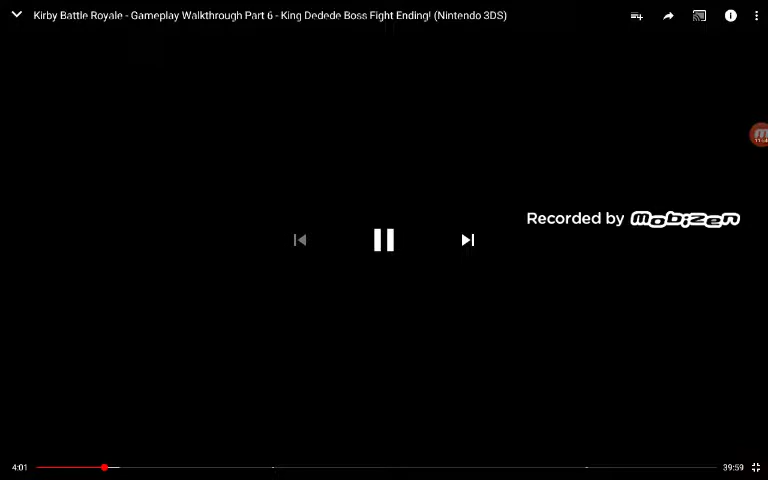 Kirby Battle Royale - Gameplay Walkthrough Part 6 - King Dedede Boss Fight Ending! (Nintendo 3DS)
Recorded by Mobizen
4:01
39:59